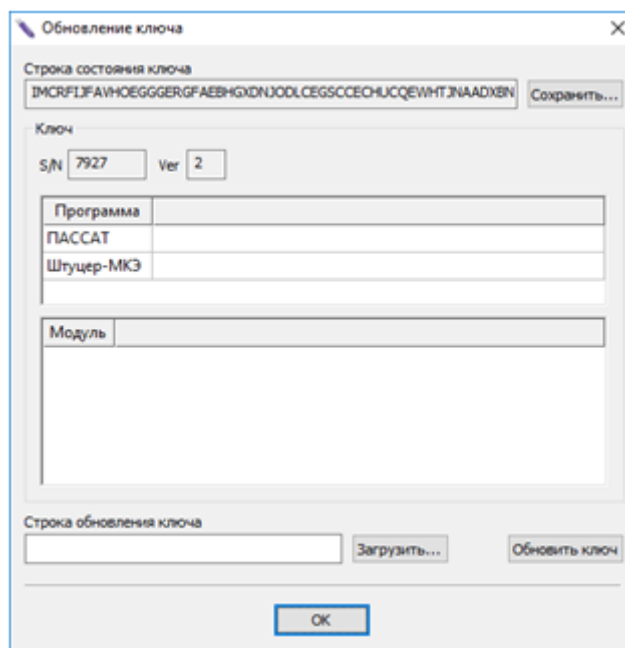 Обновление ключа
Строка состояния ключа
IMCRFIJFAVHOEGGGERGFAEBHGXDNJODLCEGSCCECHUCQEWHTJNAADXBN
Сохранить...
Ключ
S/N 7927 Ver 2
Программа
ПАССАТ
Штуцер-МКЭ
Модуль
Строка обновления ключа
Загрузить... Обновить ключ
OK